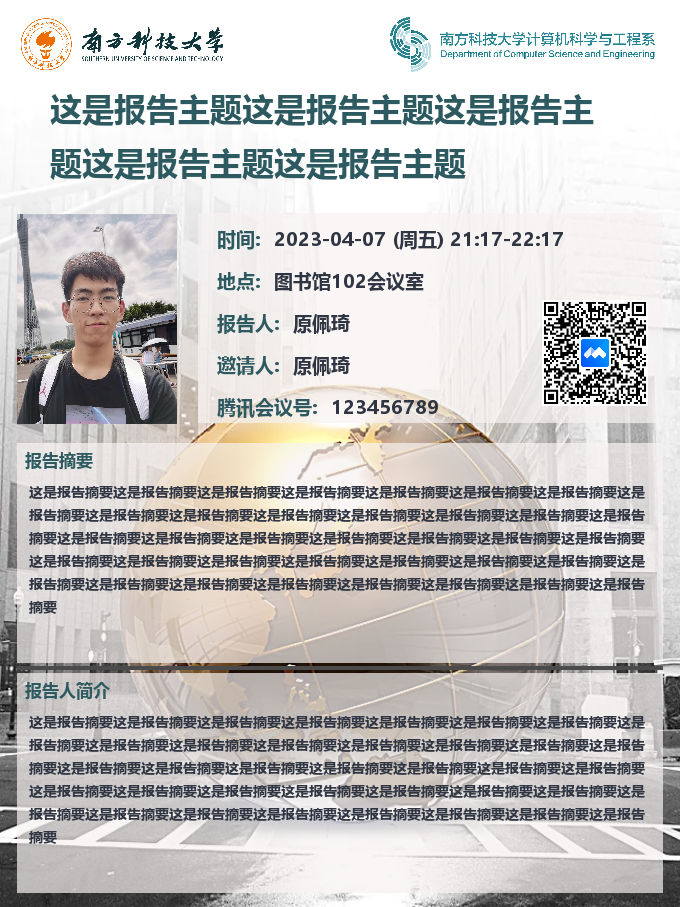 南方科技大学
SOUTHERN UNIVERSITY OF SCIENCE AND TECHNOLOGY
南方科技大学计算机科学与工程系
Department of Computer Science and Engineering
这是报告主题这是报告主题这是报告主
题这是报告主题这是报告主题
时间: 2023-04-07 (周五) 21:17-22:17
地点: 图书馆102会议室
报告人: 原佩琦
邀请人: 原佩琦
腾讯会议号: 123456789
报告摘要
这是报告摘要这是报告摘要这是报告摘要这是报告摘要这是报告摘要这是报告摘要这是报告摘要这是
报告摘要这是报告摘要这是报告摘要这是报告摘要这是报告摘要这是报告摘要这是报告摘要这是报告
摘要这是报告摘要这是报告摘要这是报告摘要这是报告摘要这是报告摘要这是报告摘要这是报告摘要
这是报告摘要这是报告摘要这是报告摘要这是报告摘要这是报告摘要这是报告摘要这是报告摘要这是
报告摘要这是报告摘要这是报告摘要这是报告摘要这是报告摘要这是报告摘要这是报告摘要这是报告
摘要
报告人简介
这是报告摘要这是报告摘要这是报告摘要这是报告摘要这是报告摘要这是报告摘要这是报告摘要这是
报告摘要这是报告摘要这是报告摘要这是报告摘要这是报告摘要这是报告摘要这是报告摘要这是报告
摘要这是报告摘要这是报告摘要这是报告摘要这是报告摘要这是报告摘要这是报告摘要这是报告摘要
这是报告摘要这是报告摘要这是报告摘要这是报告摘要这是报告摘要这是报告摘要这是报告摘要这是
报告摘要这是报告摘要这是报告摘要这是报告摘要这是报告摘要这是报告摘要这是报告摘要这是报告
摘要